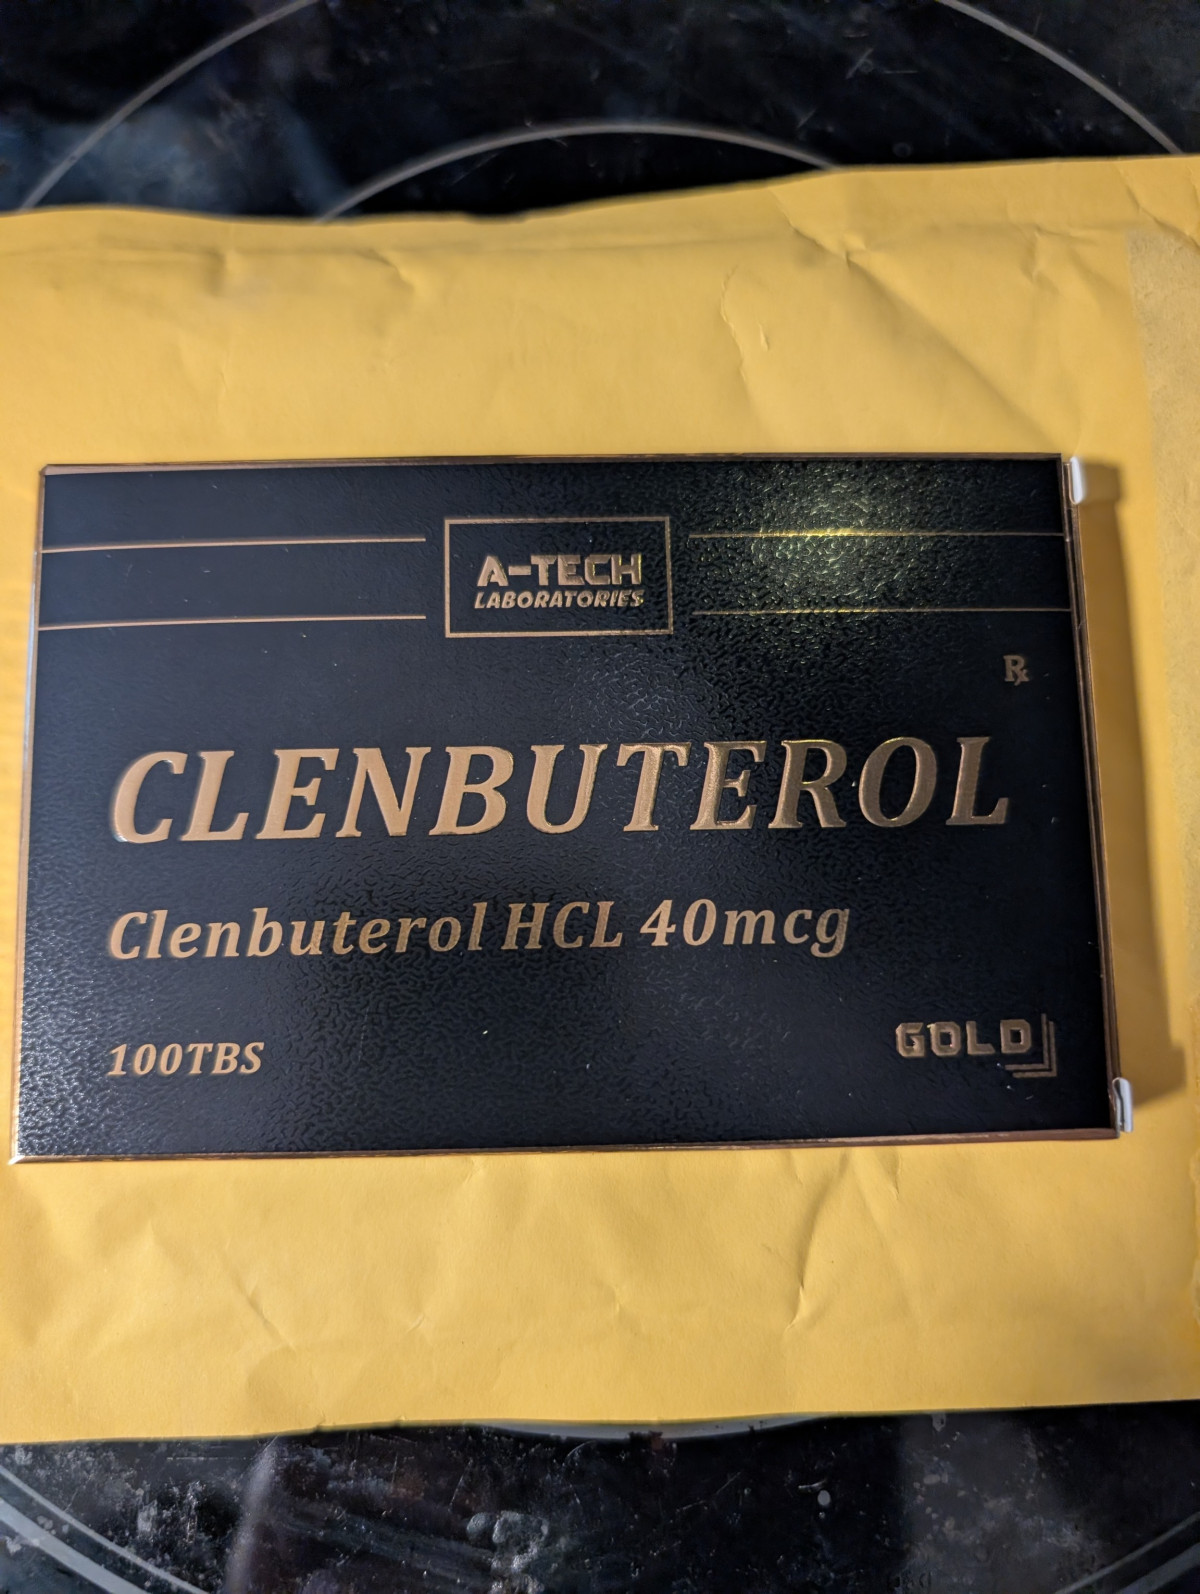 A-TECH
LABORATORIES
℞
CLENBUTEROL
Clenbuterol HCL 40mcg
100TBS
GOLD